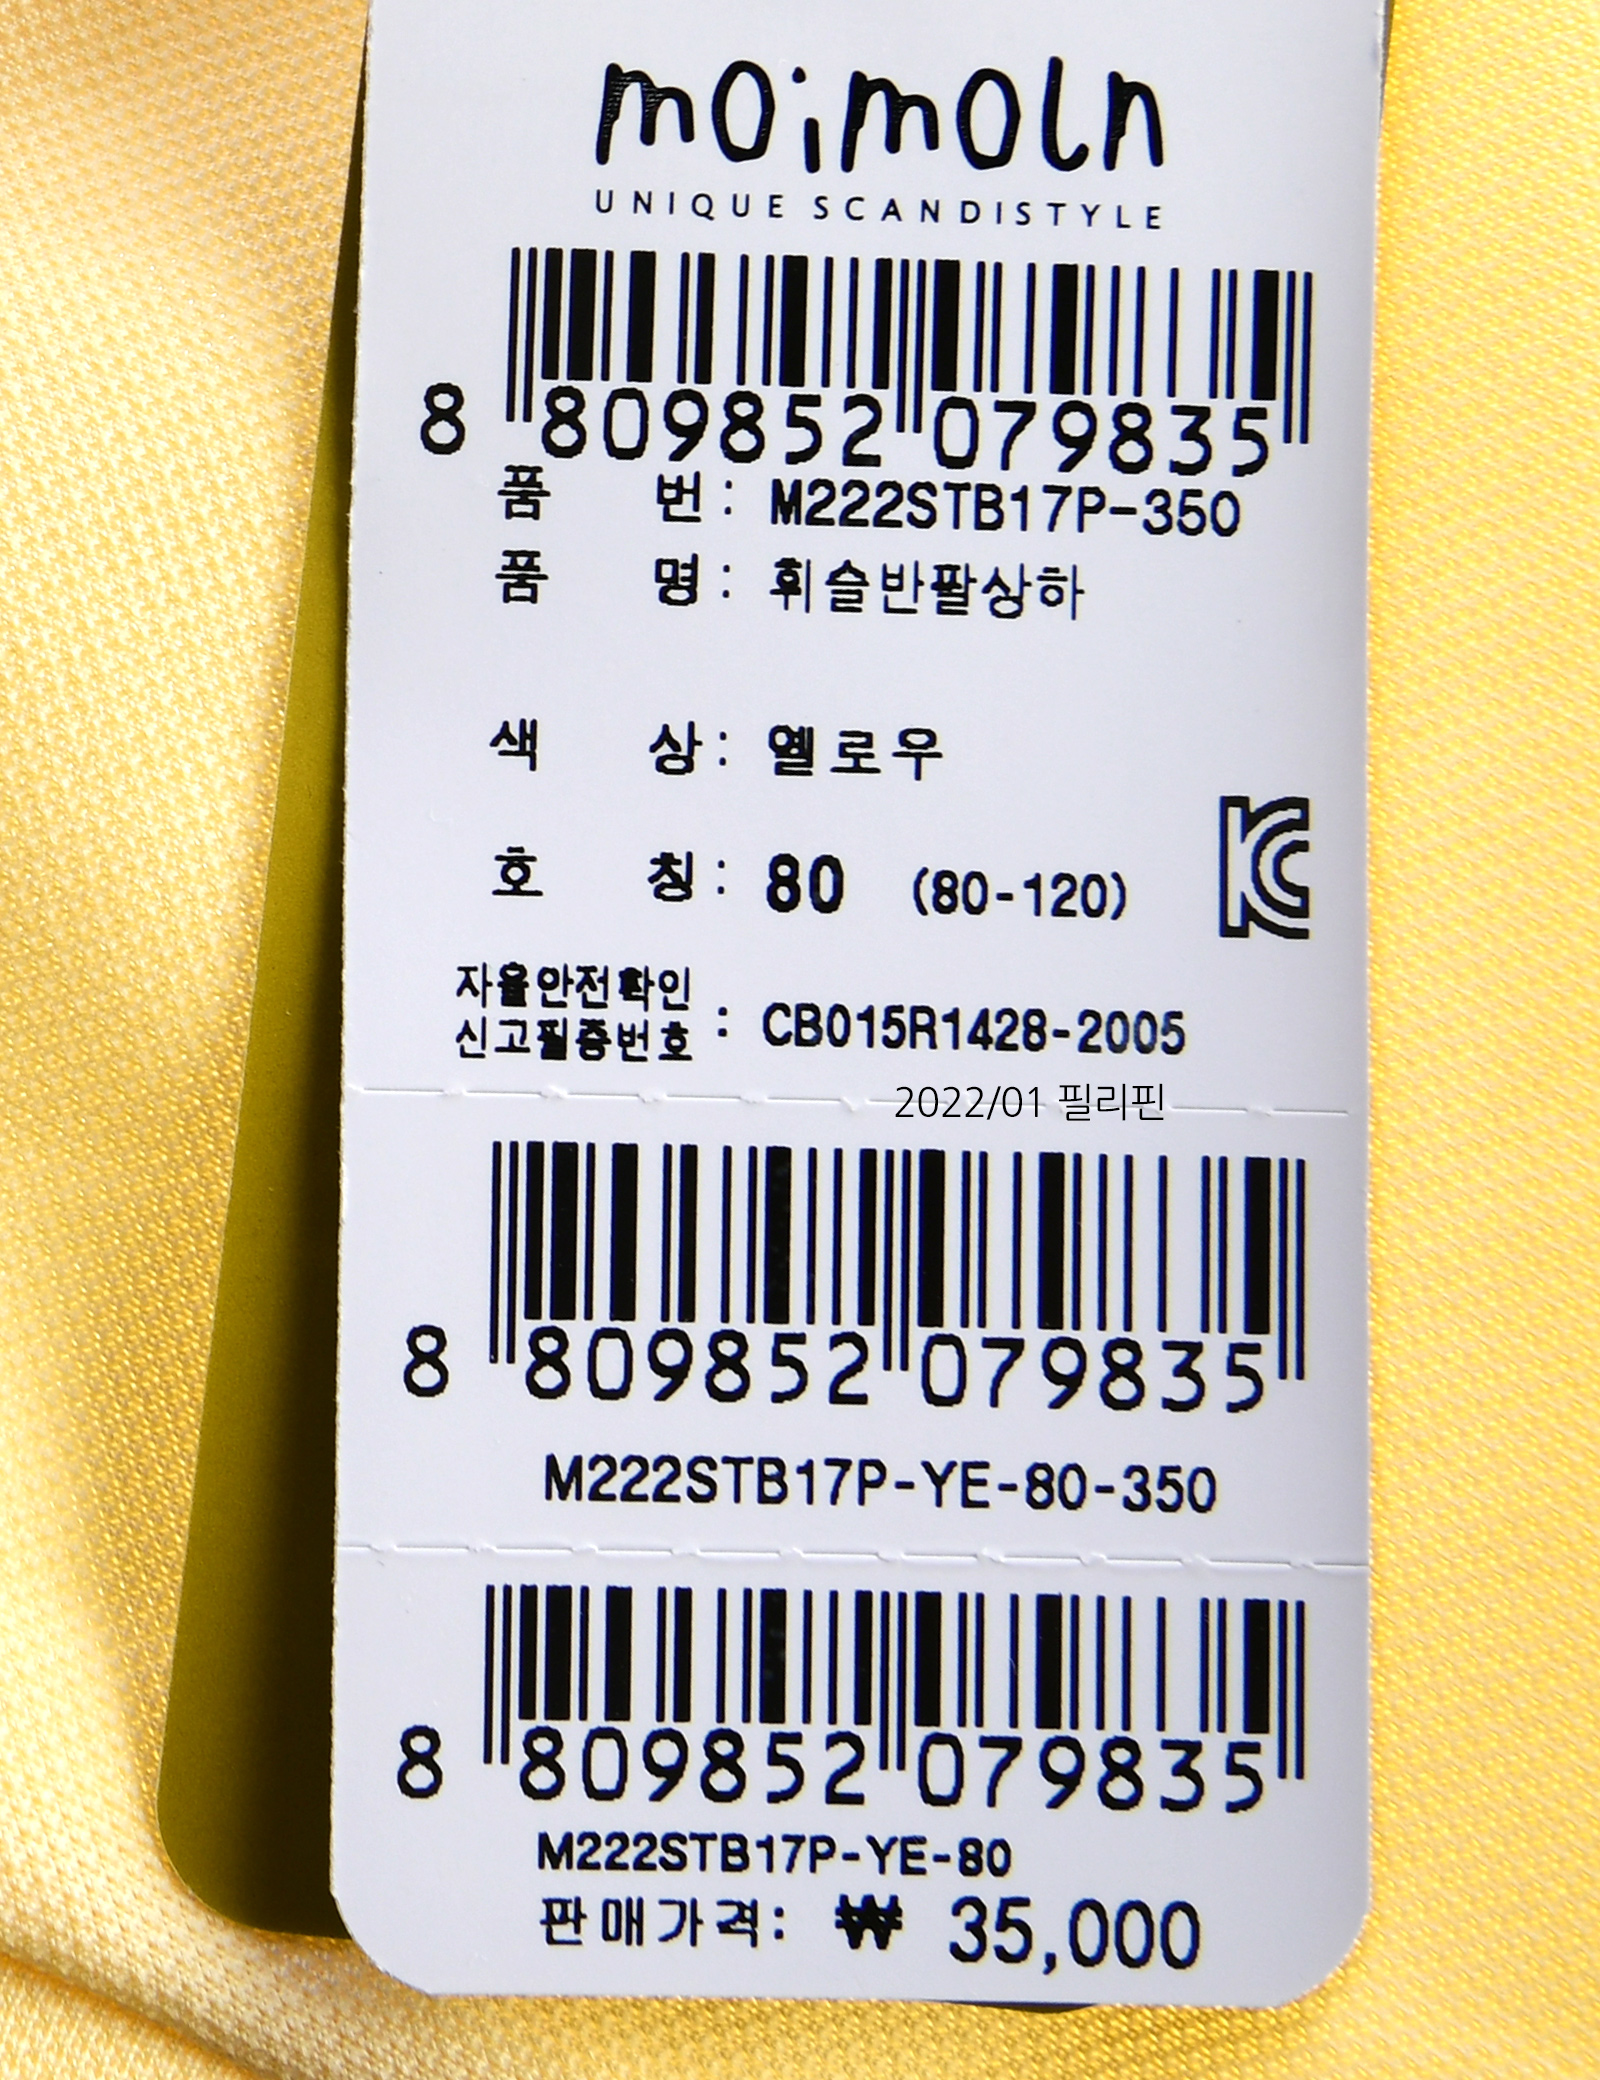 moimoln
UNIQUE SCANDISTYLE
8 809852 079835
품 번: M222STB17P-350
품 명: 휘슬반팔상하
색 상: 옐로우
호 칭: 80 (80-120)
KC
자율안전확인
신고필증번호 : CB015R1428-2005
2022/01 필리핀
8 809852 079835
M222STB17P-YE-80-350
8 809852 079835
M222STB17P-YE-80
판매가격: ₩ 35,000